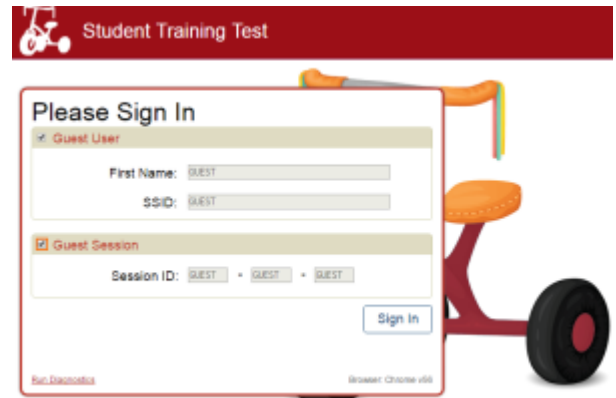 Student Training Test
Please Sign In
Guest User
First Name: GUEST
SSID: GUEST
Guest Session
Session ID: GUEST - GUEST - GUEST
Sign In
Run Diagnostics
Browser: Chrome